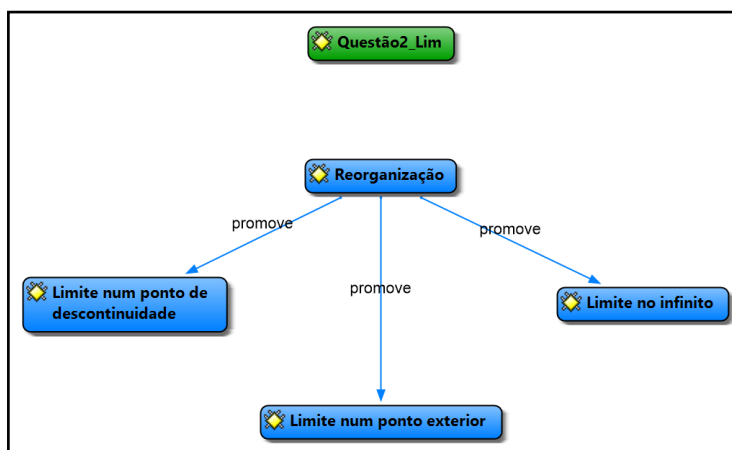 Questão2_Lim
Reorganização
promove
promove
promove
Limite num ponto de
descontinuidade
Limite no infinito
Limite num ponto exterior